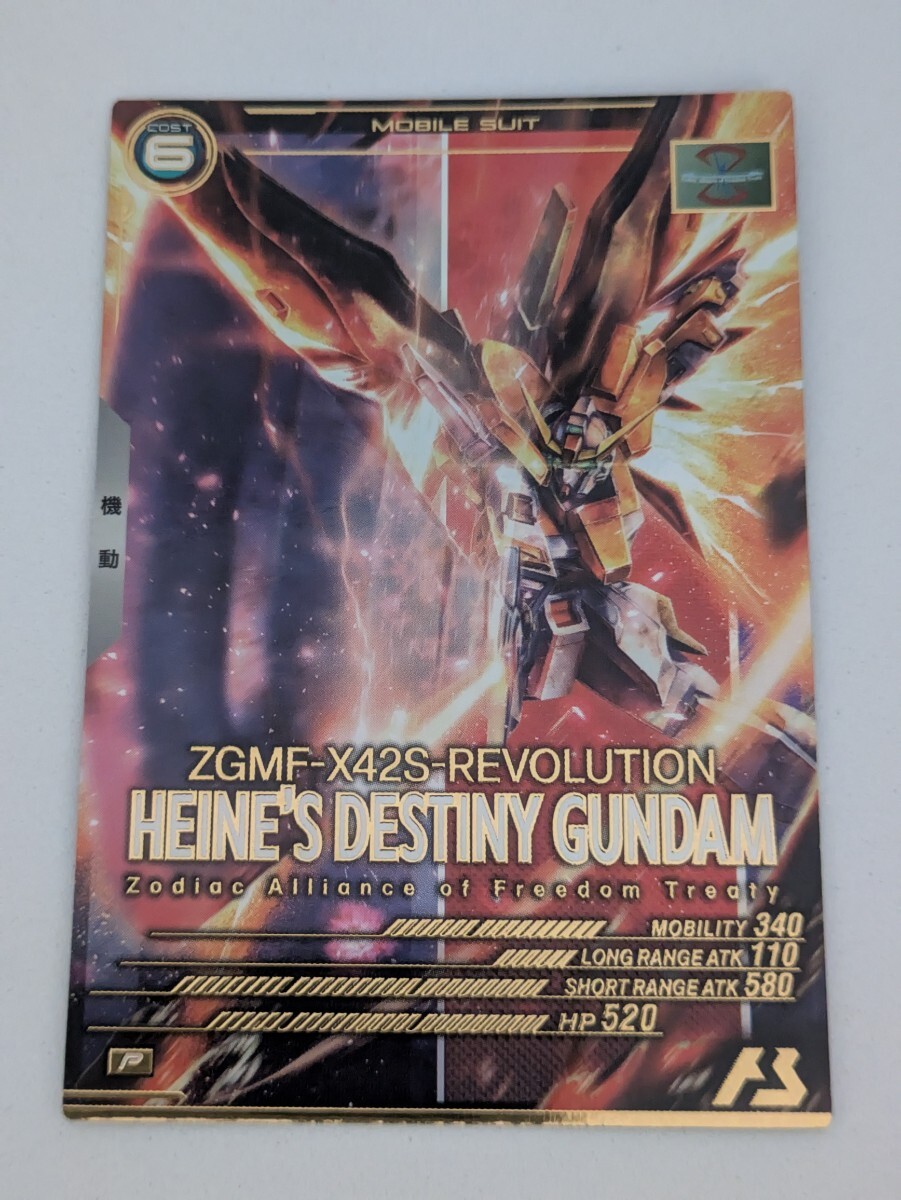 COST
6
MOBILE SUIT
機動
ZGMF-X42S-REVOLUTION
HEINE'S DESTINY GUNDAM
Zodiac Alliance of Freedom Treaty
MOBILITY 340
LONG RANGE ATK 110
SHORT RANGE ATK 580
HP 520
P